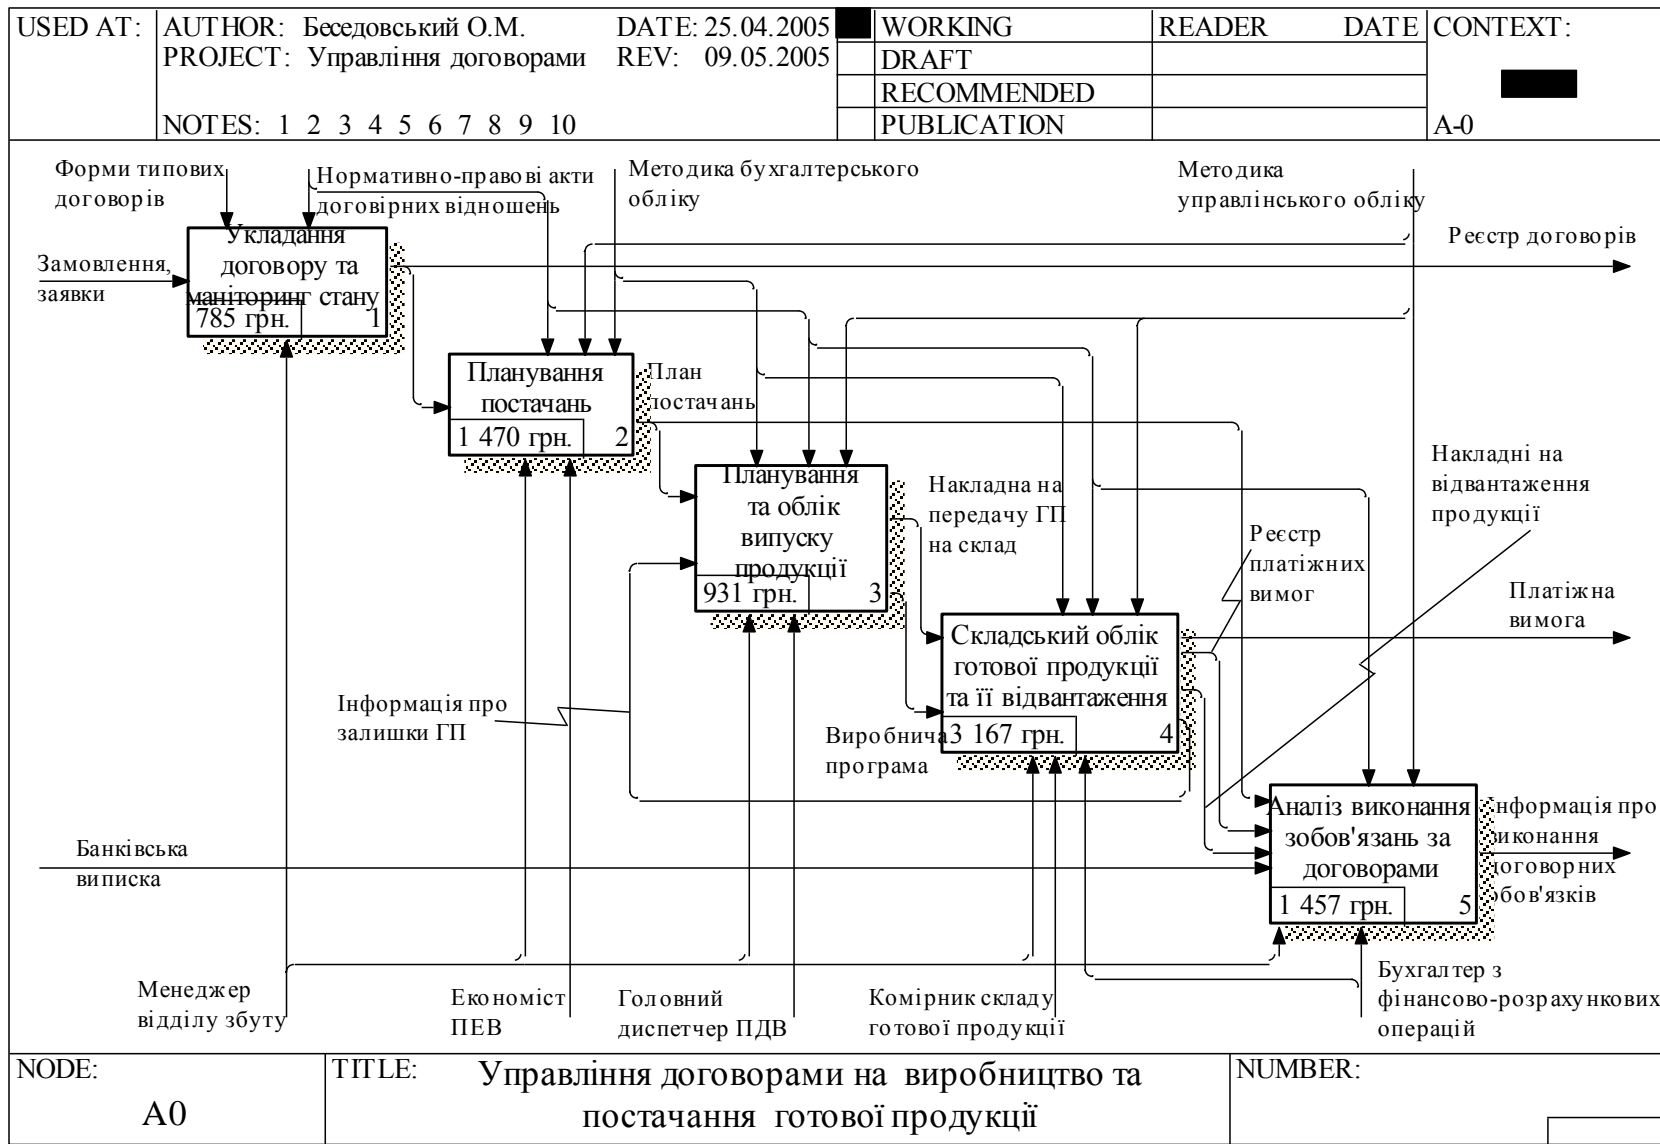 USED AT:
AUTHOR: Беседовський О.М.
DATE: 25.04.2005
PROJECT: Управління договорами
REV: 09.05.2005
NOTES: 1 2 3 4 5 6 7 8 9 10
WORKING
DRAFT
RECOMMENDED
PUBLICATION
READER DATE
CONTEXT:
A-0
Форми типових
договорів
Нормативно-правові акти
договірних відношень
Методика бухгалтерського
обліку
Методика
управлінського обліку
Замовлення,
заявки
Укладання
договору та
маніторинг стану
785 грн. 1
Реєстр договорів
Планування
постачань
1 470 грн. 2
План
постачань
Планування
та облік
випуску
продукції
931 грн. 3
Накладна на
передачу ГП
на склад
Реєстр
платіжних
вимог
Накладні на
відвантаження
продукції
Складський облік
готової продукції
та її відвантаження
3 167 грн. 4
Платіжна
вимога
Інформація про
залишки ГП
Виробнича
програма
Аналіз виконання
зобов'язань за
договорами
1 457 грн. 5
Інформація про
виконання
договорних
зобов'язків
Банківська
виписка
Менеджер
відділу збуту
Економіст
ПЕВ
Головний
диспетчер ПДВ
Комірник складу
готової продукції
Бухгалтер з
фінансово-розрахункових
операцій
NODE:
A0
TITLE:
Управління договорами на виробництво та
постачання готової продукції
NUMBER: